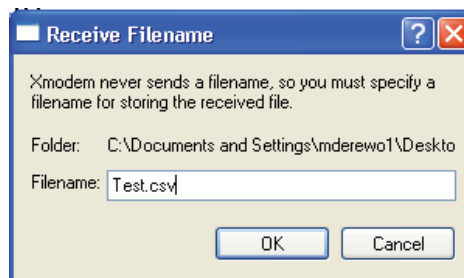 Receive Filename
Xmodem never sends a filename, so you must specify a
filename for storing the received file.
Folder: C:\Documents and Settings\mderewo1\Deskto
Filename: Test.csv
OK Cancel